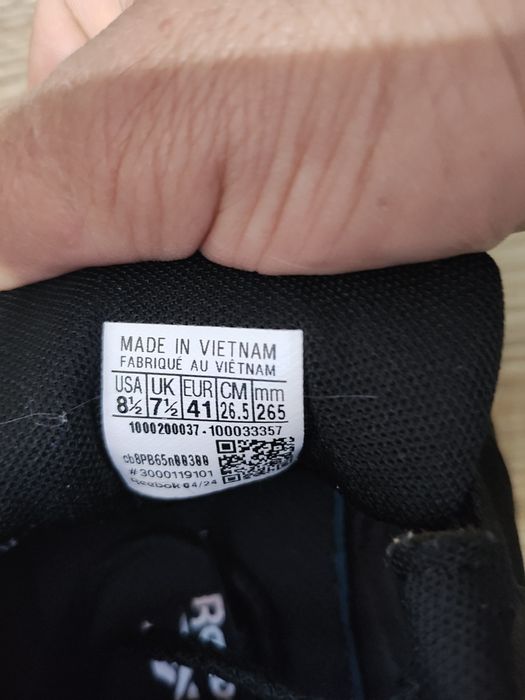 MADE IN VIETNAM
FABRIQUÉ AU VIÊTNAM
USA UK EUR CM mm
8½ 7½ 41 26.5 265
1000200037-100033357
#3000119101
Reebok 04/24